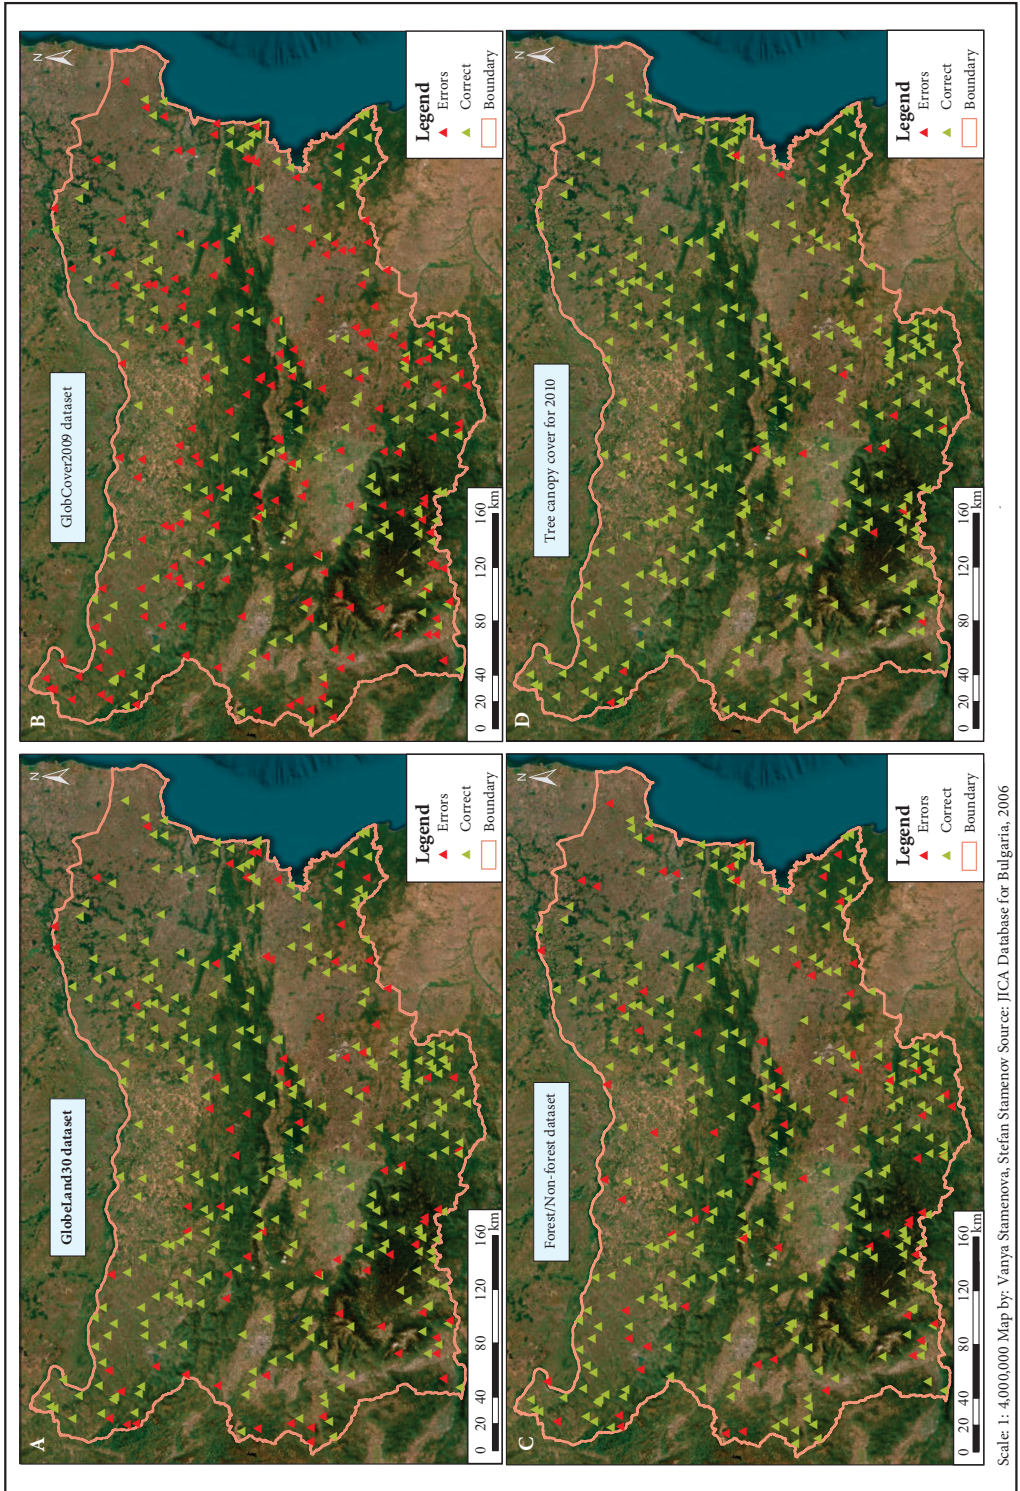 A
GlobeLand30 dataset
N
Legend
Errors
Correct
Boundary
0 20 40 80 120 160
km
B
GlobCover2009 dataset
N
Legend
Errors
Correct
Boundary
0 20 40 80 120 160
km
C
Forest/Non-forest dataset
Legend
Errors
Correct
Boundary
0 20 40 80 120 160
km
D
Tree canopy cover for 2010
N
Legend
Errors
Correct
Boundary
0 20 40 80 120 160
km
Scale: 1: 4,000,000 Map by: Vanya Stamenova, Stefan Stamenov Source: JICA Database for Bulgaria, 2006